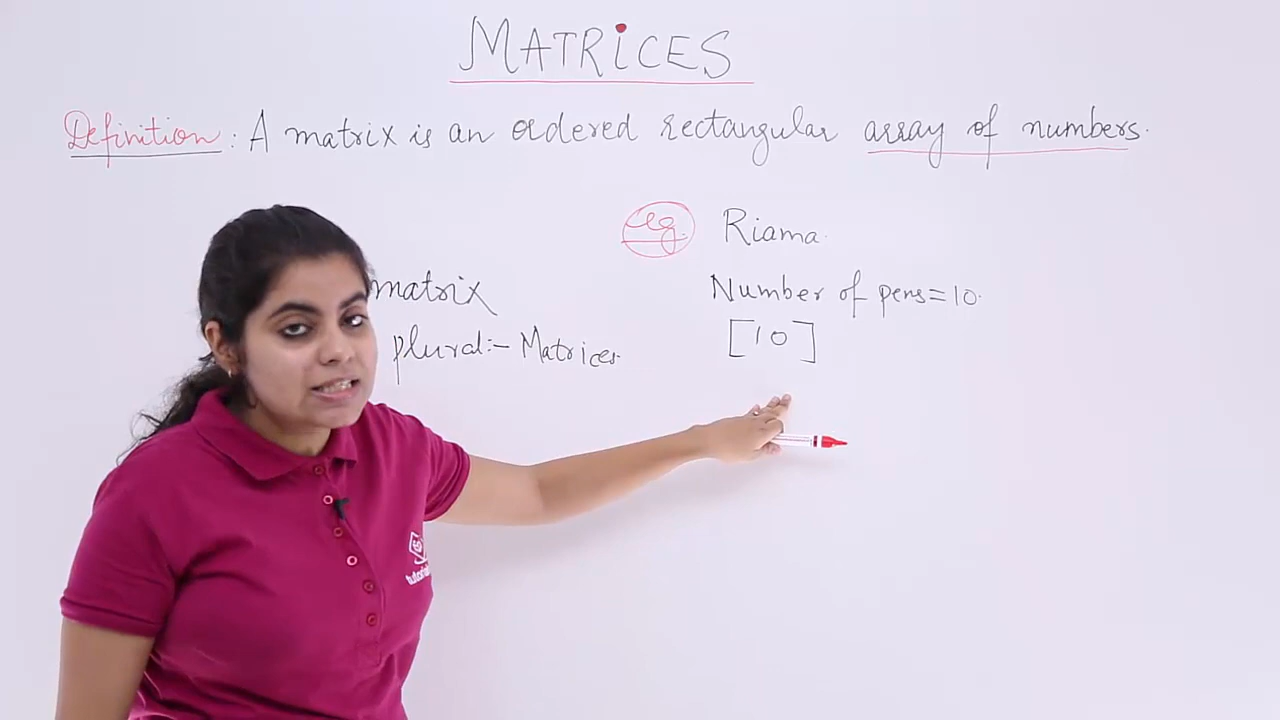 MATRICES
Definition: A matrix is an ordered rectangular array of numbers.
eg. Riama.
matrix
Number of pens=10.
plural:- Matrices.
[10]